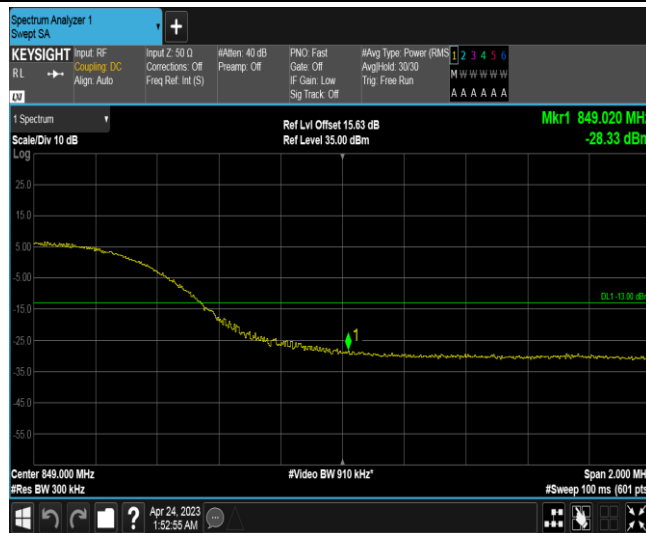 Spectrum Analyzer 1
Swept SA
+
KEYSIGHT
RL
LXI
Input: RF
Coupling: DC
Align: Auto
Input Z: 50 Ω
Corrections: Off
Freq Ref: Int (S)
#Atten: 40 dB
Preamp: Off
PNO: Fast
Gate: Off
IF Gain: Low
Sig Track: Off
#Avg Type: Power (RMS
Avg|Hold: 30/30
Trig: Free Run
1 2 3 4 5 6
M W W W W W
A A A A A A
1 Spectrum
Scale/Div 10 dB
Log
Ref Lvl Offset 15.63 dB
Ref Level 35.00 dBm
Mkr1 849.020 MHz
-28.33 dBm
25.0
15.0
5.00
-5.00
-15.0
-25.0
-35.0
-45.0
-55.0
DL1 -13.00 dBm
1
Center 849.000 MHz
#Res BW 300 kHz
#Video BW 910 kHz*
Span 2.000 MH
#Sweep 100 ms (601 pts
?
Apr 24, 2023
1:52:55 AM